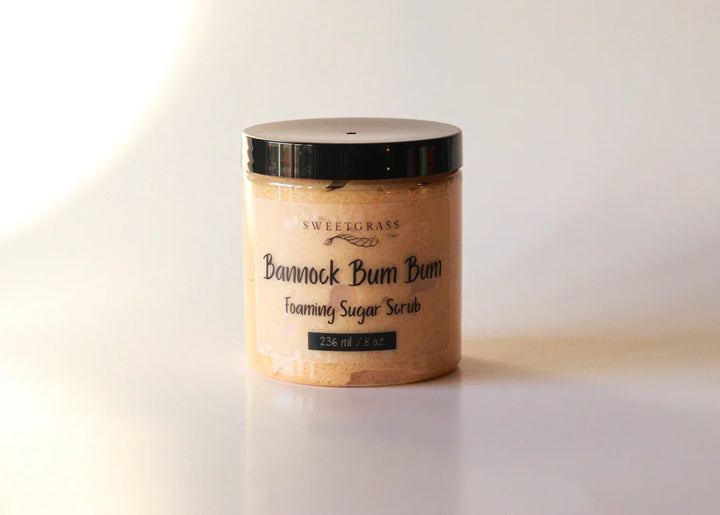 SWEETGRASS
Bannock Bum Bum
Foaming Sugar Scrub
236 ml / 8 oz